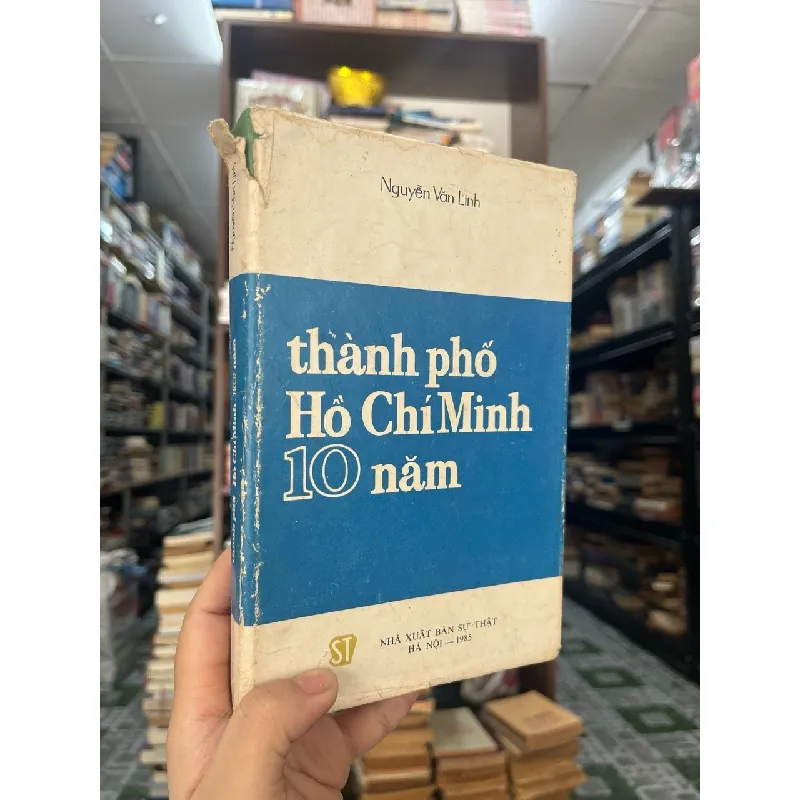 Nguyễn Văn Linh
thành phố
Hồ Chí Minh
10 năm
ST
NHÀ XUẤT BẢN SỰ THẬT
HÀ NỘI — 1985